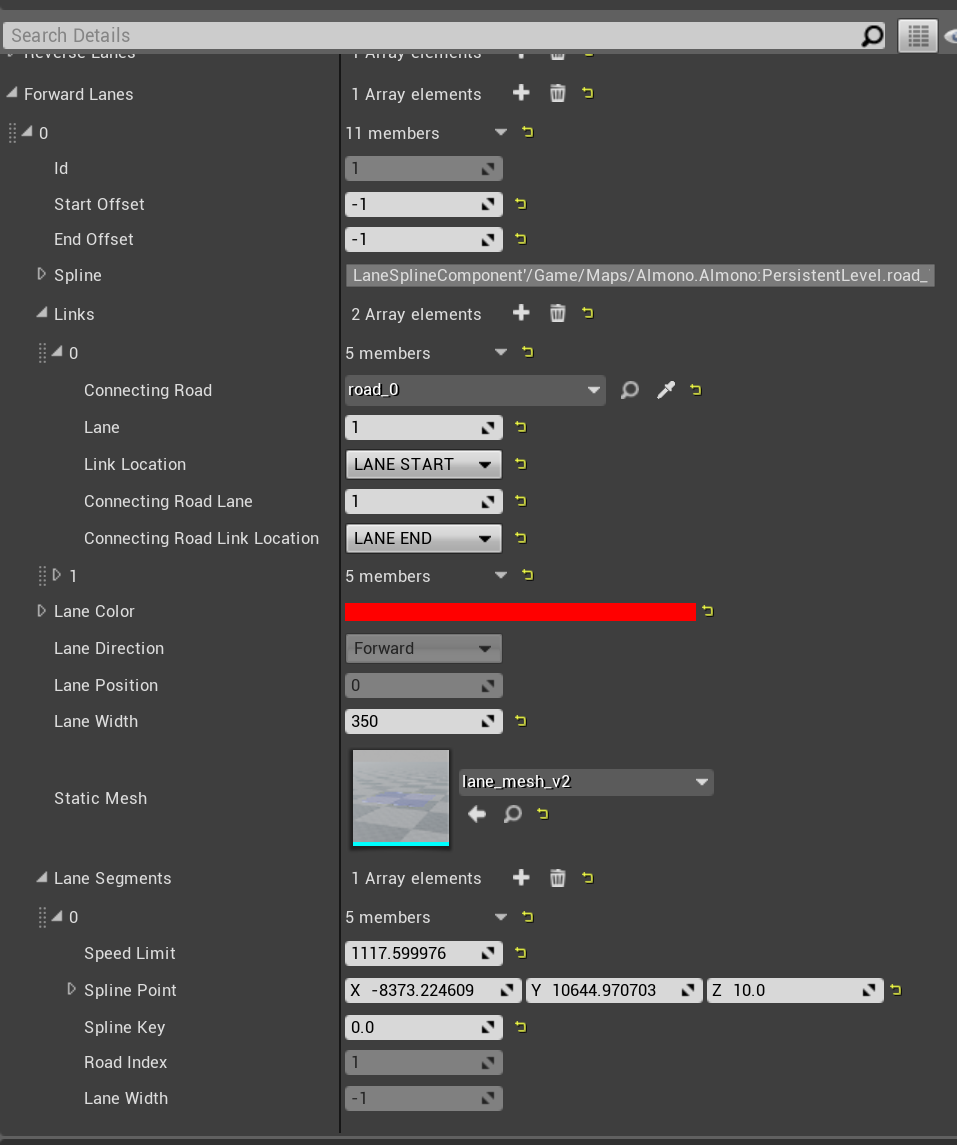 Search Details
Reverse Lanes 1 Array elements
Forward Lanes 1 Array elements
0 11 members
Id 1
Start Offset -1
End Offset -1
Spline LaneSplineComponent'/Game/Maps/Almono.Almono:PersistentLevel.road_
Links 2 Array elements
0 5 members
Connecting Road road_0
Lane 1
Link Location LANE START
Connecting Road Lane 1
Connecting Road Link Location LANE END
1 5 members
Lane Color
Lane Direction Forward
Lane Position 0
Lane Width 350
Static Mesh lane_mesh_v2
Lane Segments 1 Array elements
0 5 members
Speed Limit 1117.599976
Spline Point X -8373.224609 Y 10644.970703 Z 10.0
Spline Key 0.0
Road Index 1
Lane Width -1